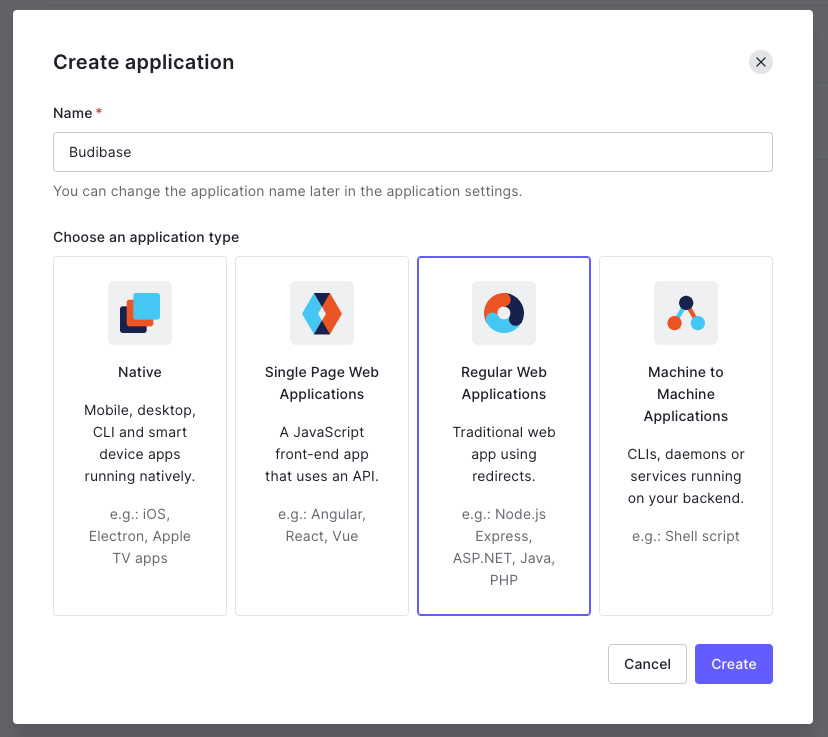 Create application
Name *
Budibase
You can change the application name later in the application settings.
Choose an application type
Native
Mobile, desktop,
CLI and smart
device apps
running natively.
e.g.: iOS,
Electron, Apple
TV apps
Single Page Web
Applications
A JavaScript
front-end app
that uses an API.
e.g.: Angular,
React, Vue
Regular Web
Applications
Traditional web
app using
redirects.
e.g.: Node.js
Express,
ASP.NET, Java,
PHP
Machine to
Machine
Applications
CLIs, daemons or
services running
on your backend.
e.g.: Shell script
Cancel
Create